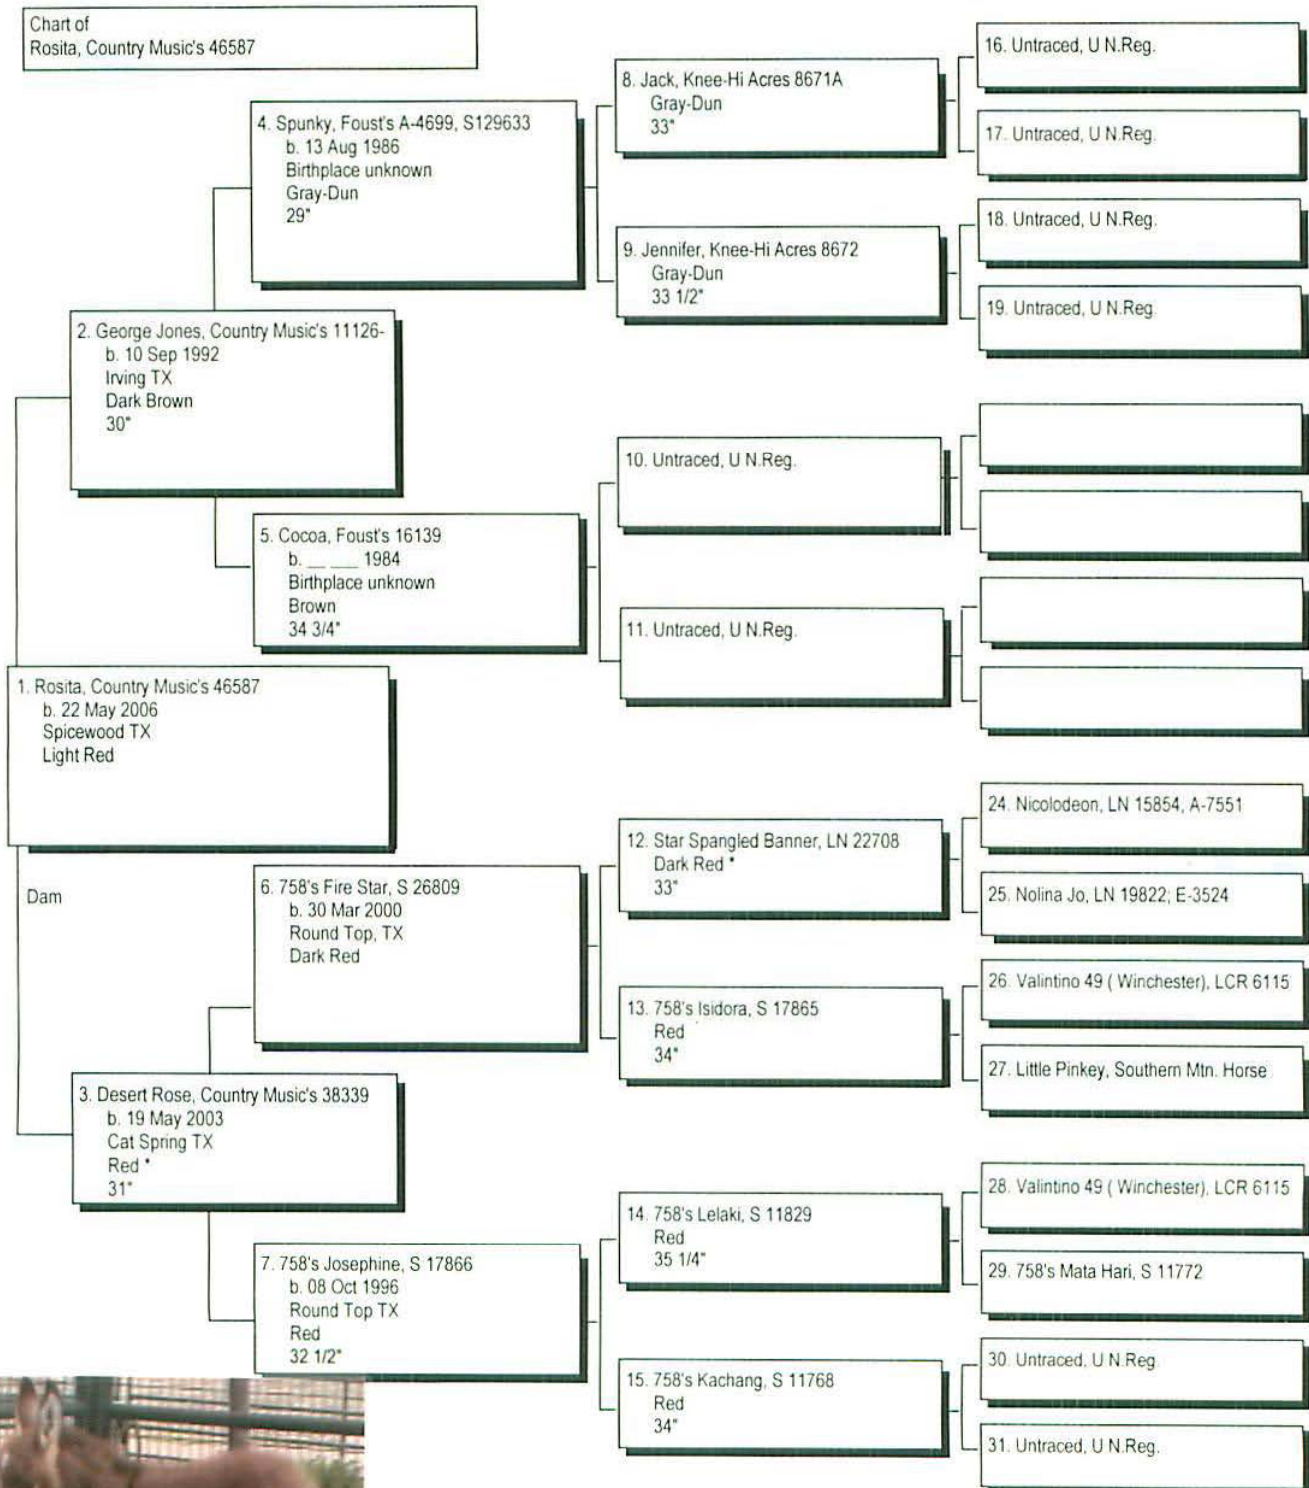 Chart of
Rosita, Country Music's 46587
1. Rosita, Country Music's 46587
b. 22 May 2006
Spicewood TX
Light Red
Dam
2. George Jones, Country Music's 11126-
b. 10 Sep 1992
Irving TX
Dark Brown
30"
3. Desert Rose, Country Music's 38339
b. 19 May 2003
Cat Spring TX
Red *
31"
4. Spunky, Foust's A-4699, S129633
b. 13 Aug 1986
Birthplace unknown
Gray-Dun
29"
5. Cocoa, Foust's 16139
b. __ ___ 1984
Birthplace unknown
Brown
34 3/4"
6. 758's Fire Star, S 26809
b. 30 Mar 2000
Round Top, TX
Dark Red
7. 758's Josephine, S 17866
b. 08 Oct 1996
Round Top TX
Red
32 1/2"
8. Jack, Knee-Hi Acres 8671A
Gray-Dun
33"
9. Jennifer, Knee-Hi Acres 8672
Gray-Dun
33 1/2"
10. Untraced, U N.Reg.
11. Untraced, U N.Reg.
12. Star Spangled Banner, LN 22708
Dark Red *
33"
13. 758's Isidora, S 17865
Red
34"
14. 758's Lelaki, S 11829
Red
35 1/4"
15. 758's Kachang, S 11768
Red
34"
16. Untraced, U N.Reg.
17. Untraced, U N.Reg.
18. Untraced, U N.Reg.
19. Untraced, U N.Reg.
24. Nicolodeon, LN 15854, A-7551
25. Nolina Jo, LN 19822; E-3524
26. Valintino 49 ( Winchester), LCR 6115
27. Little Pinkey, Southern Mtn. Horse
28. Valintino 49 ( Winchester), LCR 6115
29. 758's Mata Hari, S 11772
30. Untraced, U N.Reg.
31. Untraced, U N.Reg.